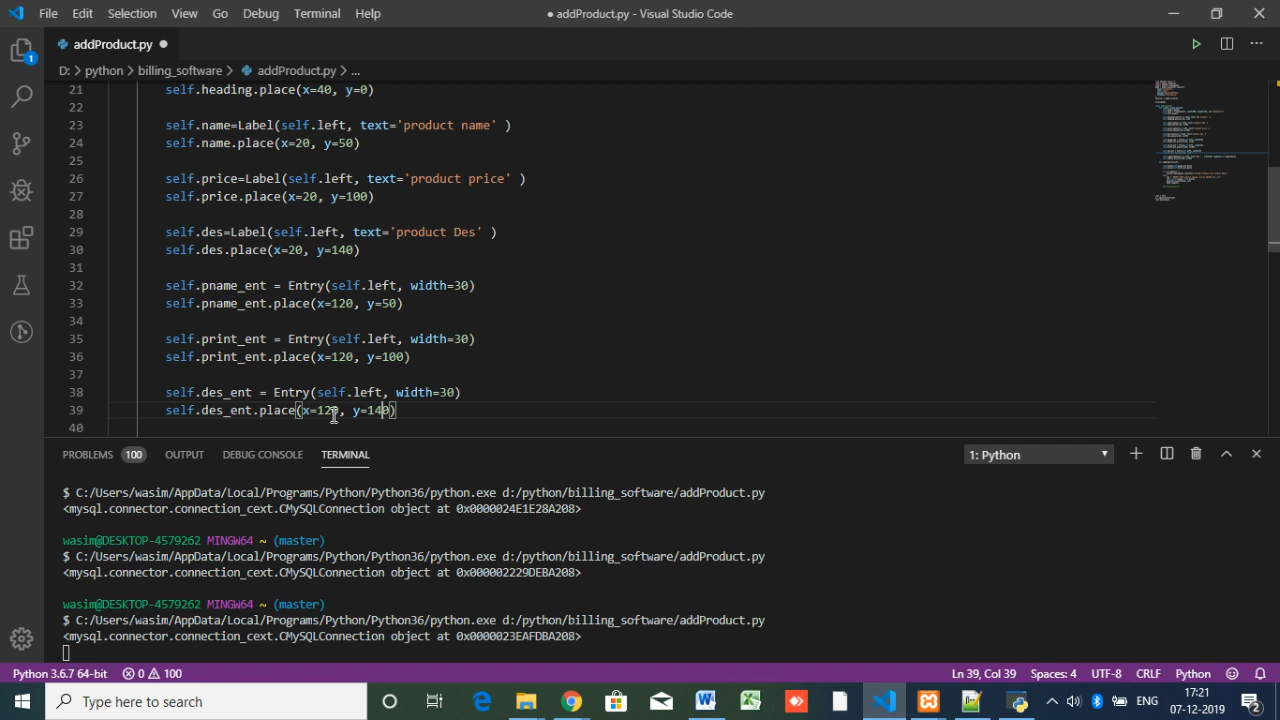 File Edit Selection View Go Debug Terminal Help
● addProduct.py - Visual Studio Code
addProduct.py ●
D: > python > billing_software > addProduct.py > ...
21 self.heading.place(x=40, y=0)
22
23 self.name=Label(self.left, text='product name' )
24 self.name.place(x=20, y=50)
25
26 self.price=Label(self.left, text='product price' )
27 self.price.place(x=20, y=100)
28
29 self.des=Label(self.left, text='product Des' )
30 self.des.place(x=20, y=140)
31
32 self.pname_ent = Entry(self.left, width=30)
33 self.pname_ent.place(x=120, y=50)
34
35 self.print_ent = Entry(self.left, width=30)
36 self.print_ent.place(x=120, y=100)
37
38 self.des_ent = Entry(self.left, width=30)
39 self.des_ent.place(x=120, y=140)
40
PROBLEMS 100 OUTPUT DEBUG CONSOLE TERMINAL 1: Python
$ C:/Users/wasim/AppData/Local/Programs/Python/Python36/python.exe d:/python/billing_software/addProduct.py
<mysql.connector.connection_cext.CMySQLConnection object at 0x0000024E1E28A208>
wasim@DESKTOP-4579262 MINGW64 ~ (master)
$ C:/Users/wasim/AppData/Local/Programs/Python/Python36/python.exe d:/python/billing_software/addProduct.py
<mysql.connector.connection_cext.CMySQLConnection object at 0x000002229DEBA208>
wasim@DESKTOP-4579262 MINGW64 ~ (master)
$ C:/Users/wasim/AppData/Local/Programs/Python/Python36/python.exe d:/python/billing_software/addProduct.py
<mysql.connector.connection_cext.CMySQLConnection object at 0x0000023EAFDBA208>
Python 3.6.7 64-bit 0 100 Ln 39, Col 39 Spaces: 4 UTF-8 CRLF Python
Type here to search
ENG 17:21
07-12-2019 2
1